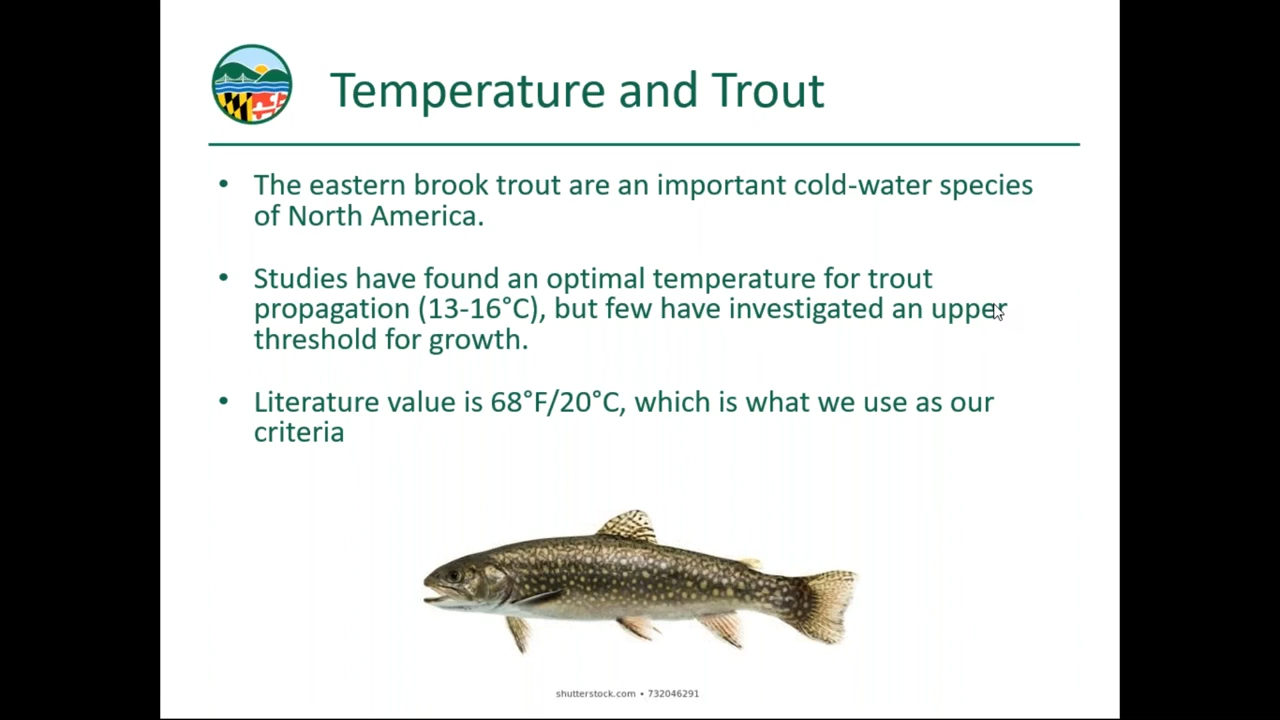 Temperature and Trout
• The eastern brook trout are an important cold-water species
of North America.
• Studies have found an optimal temperature for trout
propagation (13-16°C), but few have investigated an upper
threshold for growth.
• Literature value is 68°F/20°C, which is what we use as our
criteria
shutterstock.com • 732046291